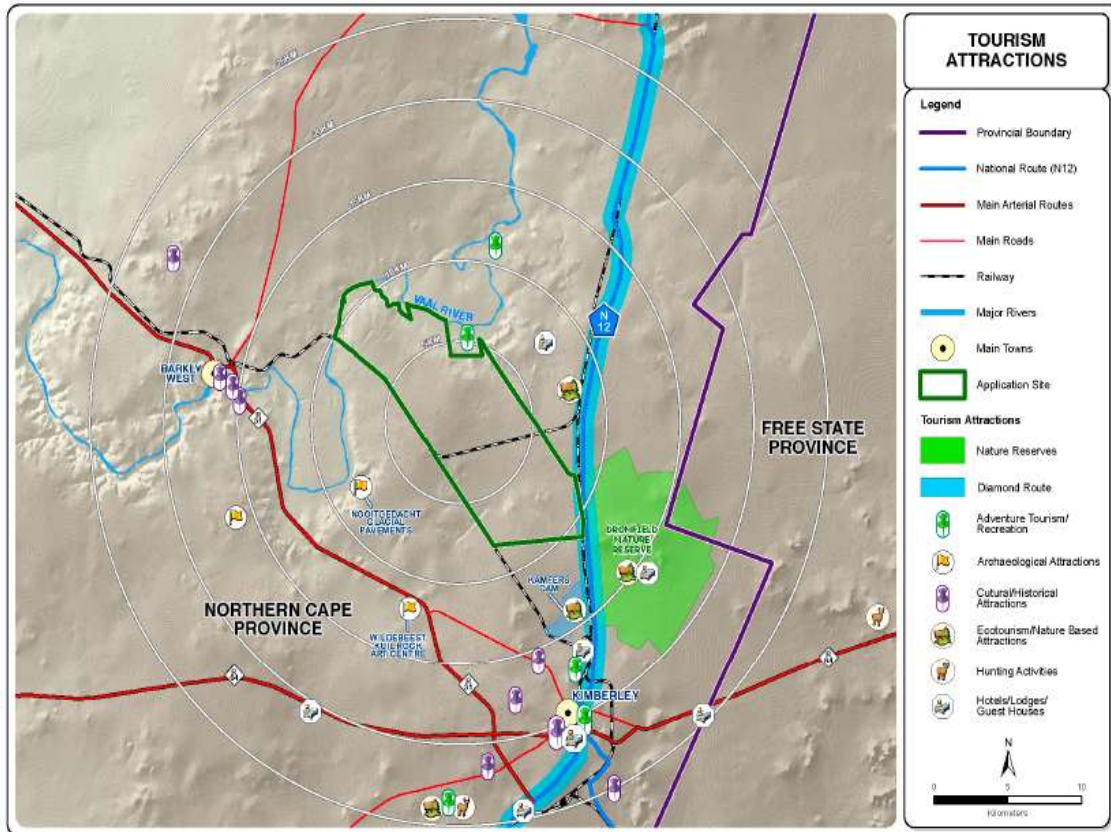 TOURISM
ATTRACTIONS
Legend
Provincial Boundary
National Route (N12)
Main Arterial Routes
Main Roads
Railway
Major Rivers
Main Towns
Application Site
Tourism Attractions
Nature Reserves
Diamond Route
Adventure Tourism/
Recreation
Archaeological Attractions
Cutural/Historical
Attractions
Ecotourism/Nature Based
Attractions
Hunting Activities
Hotels/Lodges/
Guest Houses
N
0 5 10
Kilometers
VAAL RIVER
N
12
BARKLY
WEST
FREE STATE
PROVINCE
NOOITGEDACHT
GLACIAL
PAVEMENTS
DRONFIELD
NATURE
RESERVE
KAMFERS
DAM
NORTHERN CAPE
PROVINCE
WILDEBEEST
KUIL ROCK
ART CENTRE
KIMBERLEY